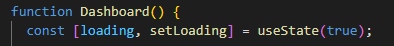 function Dashboard() {
  const [loading, setLoading] = useState(true);